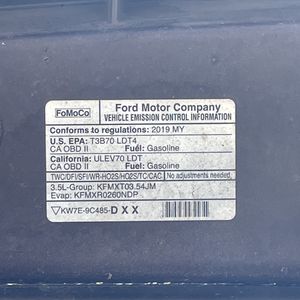 FoMoCo
Ford Motor Company
VEHICLE EMISSION CONTROL INFORMATION
Conforms to regulations: 2019 MY
U.S. EPA: T3B70 LDT4
CA OBD II Fuel: Gasoline
California: ULEV70 LDT
CA OBD II Fuel: Gasoline
TWC/DFI/SFI/WR-HO2S/HO2S/TC/CAC No adjustments needed.
3.5L-Group: KFMXT03.54JM
Evap: KFMXR0260NDP
KW7E-9C485-DXX